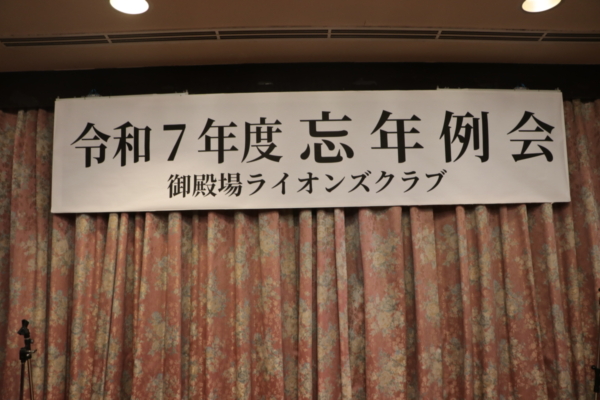 令和７年度 忘年例会
御殿場ライオンズクラブ